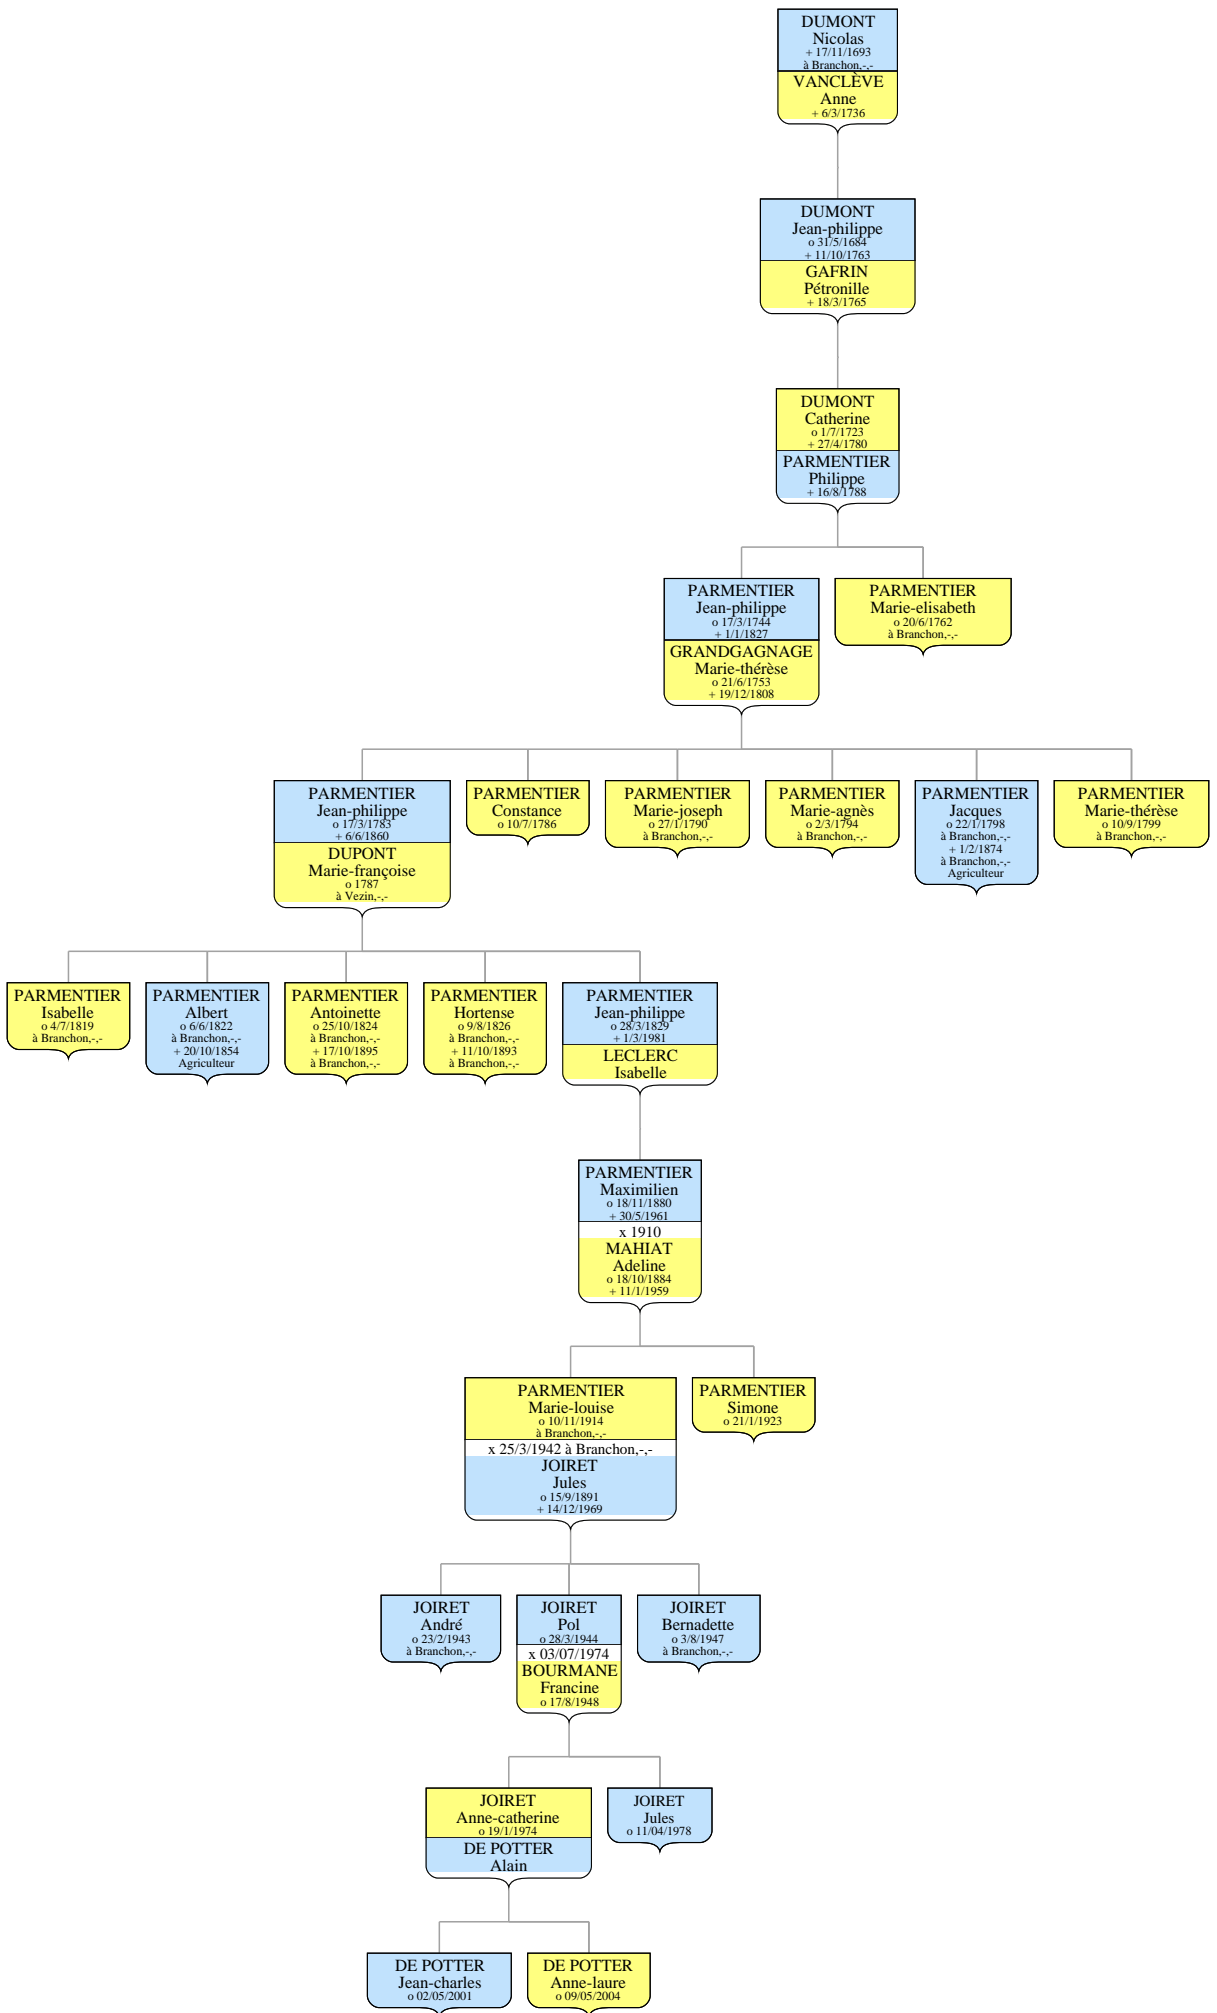 DUMONT
Nicolas
+ 17/11/1693
à Branchon,-,-
VANCLÈVE
Anne
+ 6/3/1736
DUMONT
Jean-philippe
o 31/5/1684
+ 11/10/1763
GAFRIN
Pétronille
+ 18/3/1765
DUMONT
Catherine
o 1/7/1723
+ 27/4/1780
PARMENTIER
Philippe
+ 16/8/1788
PARMENTIER
Jean-philippe
o 17/3/1744
+ 1/1/1827
GRANDGAGNAGE
Marie-thérèse
o 21/6/1753
+ 19/12/1808
PARMENTIER
Marie-elisabeth
o 20/6/1762
à Branchon,-,-
PARMENTIER
Jean-philippe
o 17/3/1783
+ 6/6/1860
DUPONT
Marie-françoise
o 1787
à Vezin,-,-
PARMENTIER
Constance
o 10/7/1786
PARMENTIER
Marie-joseph
o 27/1/1790
à Branchon,-,-
PARMENTIER
Marie-agnès
o 2/3/1794
à Branchon,-,-
PARMENTIER
Jacques
o 22/1/1798
à Branchon,-,-
+ 1/2/1874
à Branchon,-,-
Agriculteur
PARMENTIER
Marie-thérèse
o 10/9/1799
à Branchon,-,-
PARMENTIER
Isabelle
o 4/7/1819
à Branchon,-,-
PARMENTIER
Albert
o 6/6/1822
à Branchon,-,-
+ 20/10/1854
Agriculteur
PARMENTIER
Antoinette
o 25/10/1824
à Branchon,-,-
+ 17/10/1895
à Branchon,-,-
PARMENTIER
Hortense
o 9/8/1826
à Branchon,-,-
+ 11/10/1893
à Branchon,-,-
PARMENTIER
Jean-philippe
o 28/3/1829
+ 1/3/1981
LECLERC
Isabelle
PARMENTIER
Maximilien
o 18/11/1880
+ 30/5/1961
x 1910
MAHIAT
Adeline
o 18/10/1884
+ 11/1/1959
PARMENTIER
Marie-louise
o 10/11/1914
à Branchon,-,-
x 25/3/1942 à Branchon,-,-
JOIRET
Jules
o 15/9/1891
+ 14/12/1969
PARMENTIER
Simone
o 21/1/1923
JOIRET
André
o 23/2/1943
à Branchon,-,-
JOIRET
Pol
o 28/3/1944
x 03/07/1974
BOURMANE
Francine
o 17/8/1948
JOIRET
Bernadette
o 3/8/1947
à Branchon,-,-
JOIRET
Anne-catherine
o 19/1/1974
DE POTTER
Alain
JOIRET
Jules
o 11/04/1978
DE POTTER
Jean-charles
o 02/05/2001
DE POTTER
Anne-laure
o 09/05/2004